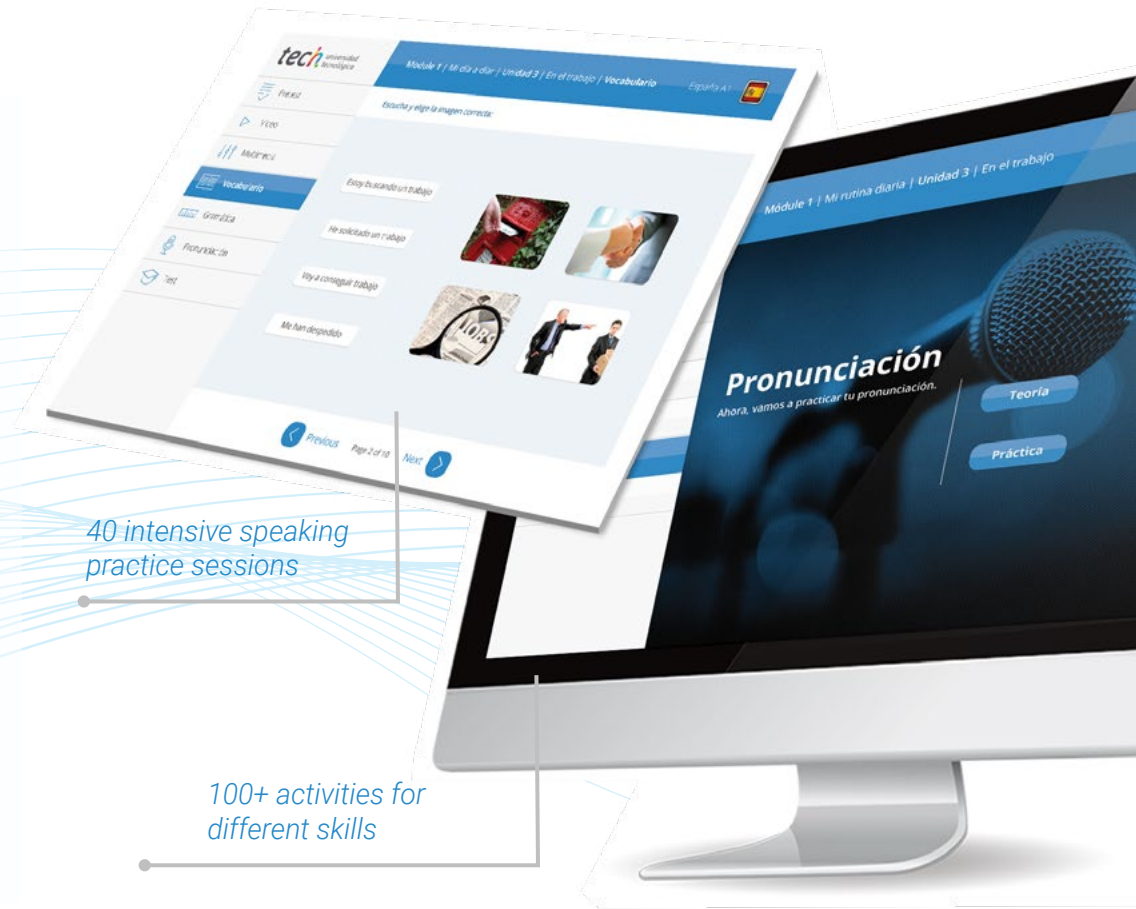 tech universidad
tecnológica
Module 1 | Mi día a diar | Unidad 3 | En el trabajo | Vocabulario
España A1
Escucha y elige la imagen correcta:
Vocabulario
Gramática
Test
Estoy buscando un trabajo
He solicitado un trabajo
Voy a conseguir trabajo
Me han despedido
JOBS
Previous
Page 2 of 10
Next
Módule 1 | Mi rutina diaria | Unidad 3 | En el trabajo
Pronunciación
Ahora, vamos a practicar tu pronunciación.
Teoría
Práctica
40 intensive speaking
practice sessions
100+ activities for
different skills